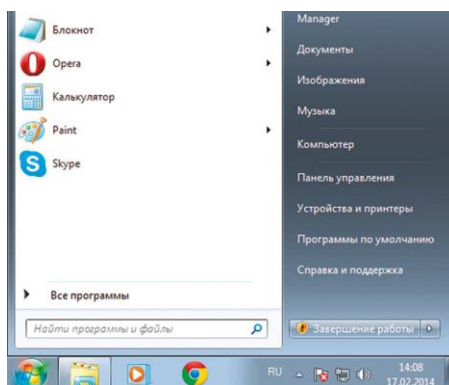 Блокнот
Opera
Калькулятор
Paint
Skype
Все программы
Найти программы и файлы
Manager
Документы
Изображения
Музыка
Компьютер
Панель управления
Устройства и принтеры
Программы по умолчанию
Справка и поддержка
Завершение работы
RU
14:08
17.02.2014